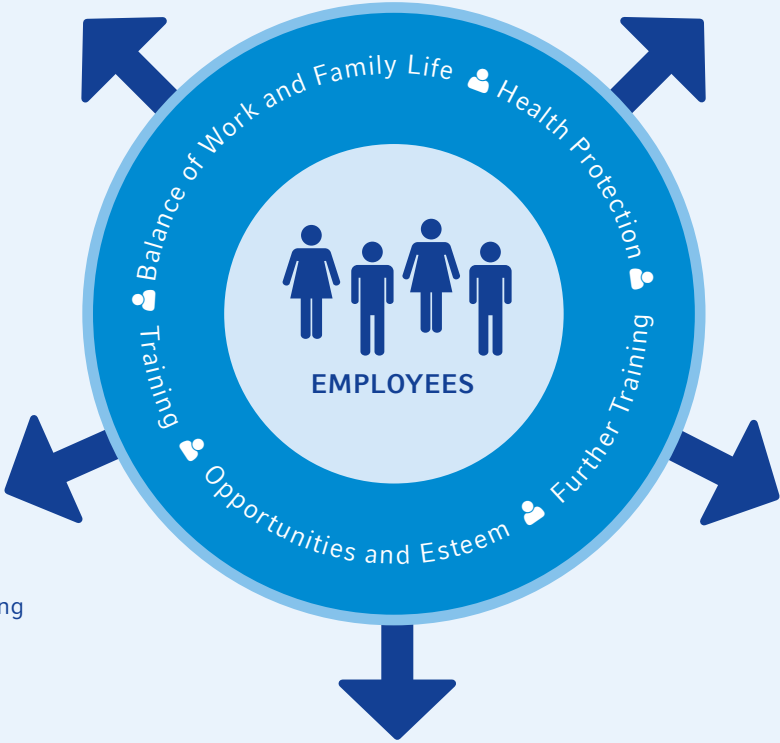 Balance of Work and Family Life
Health Protection
Further Training
Opportunities and Esteem
Training
EMPLOYEES
ng